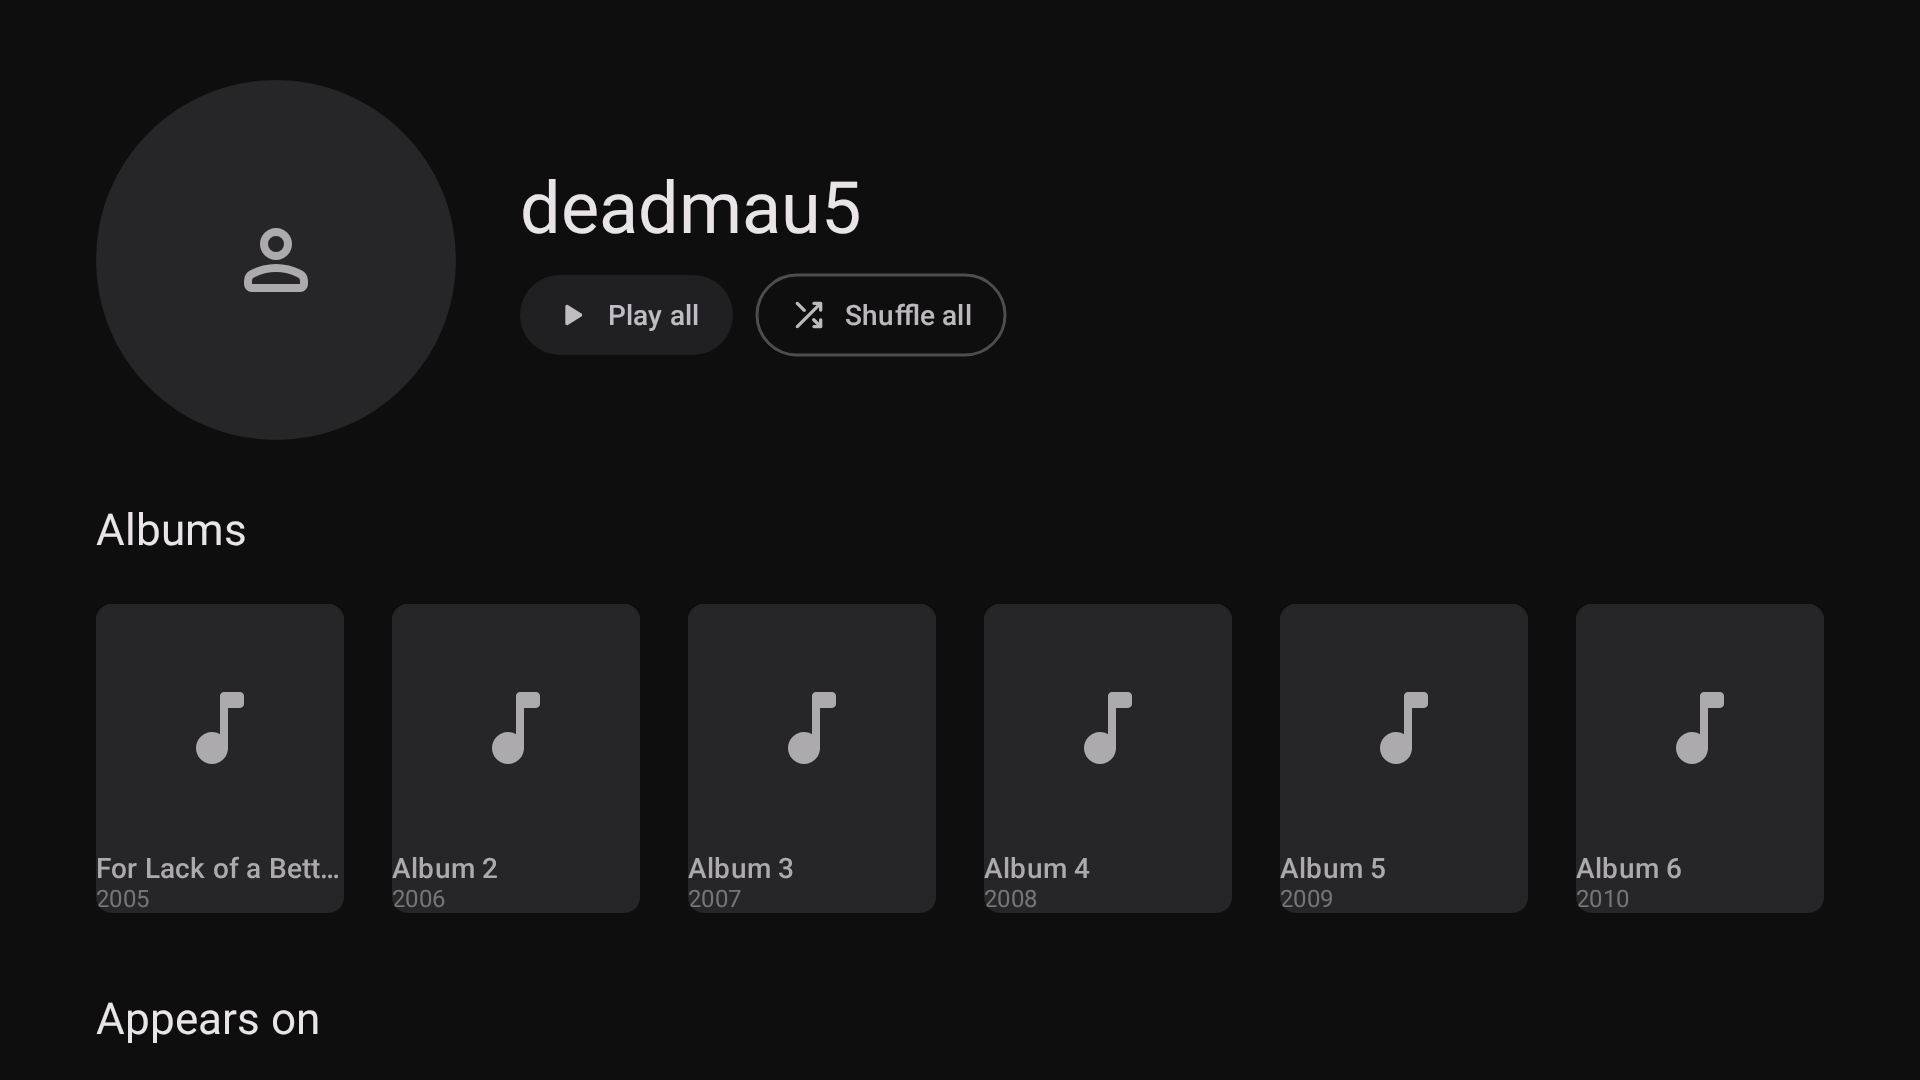 deadmau5
Play all
Shuffle all
Albums
For Lack of a Bett...
2005
Album 2
2006
Album 3
2007
Album 4
2008
Album 5
2009
Album 6
2010
Appears on